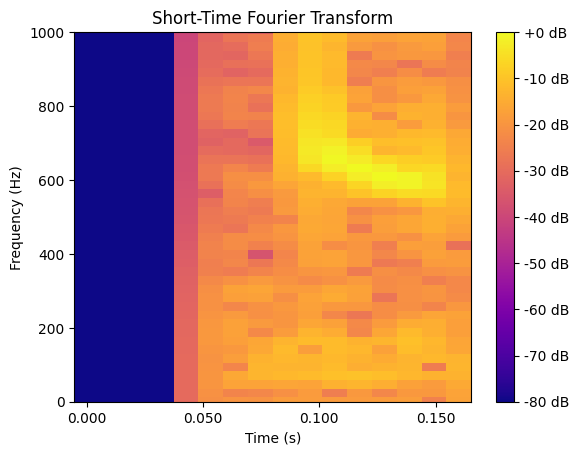 Short-Time Fourier Transform
1000
800
600
400
200
0
Frequency (Hz)
0.000
0.050
0.100
0.150
Time (s)
+0 dB
-10 dB
-20 dB
-30 dB
-40 dB
-50 dB
-60 dB
-70 dB
-80 dB